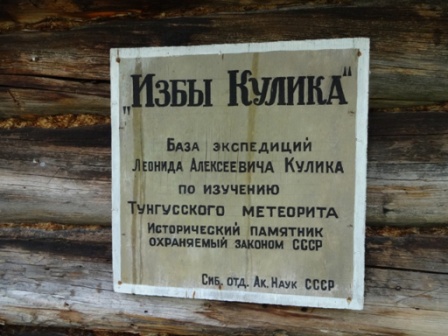 „Избы Кулика"
База экспедиций
Леонида Алексеевича Кулика
по изучению
Тунгусского метеорита
Исторический памятник
охраняемый законом СССР
Сиб. отд. Ак. Наук СССР